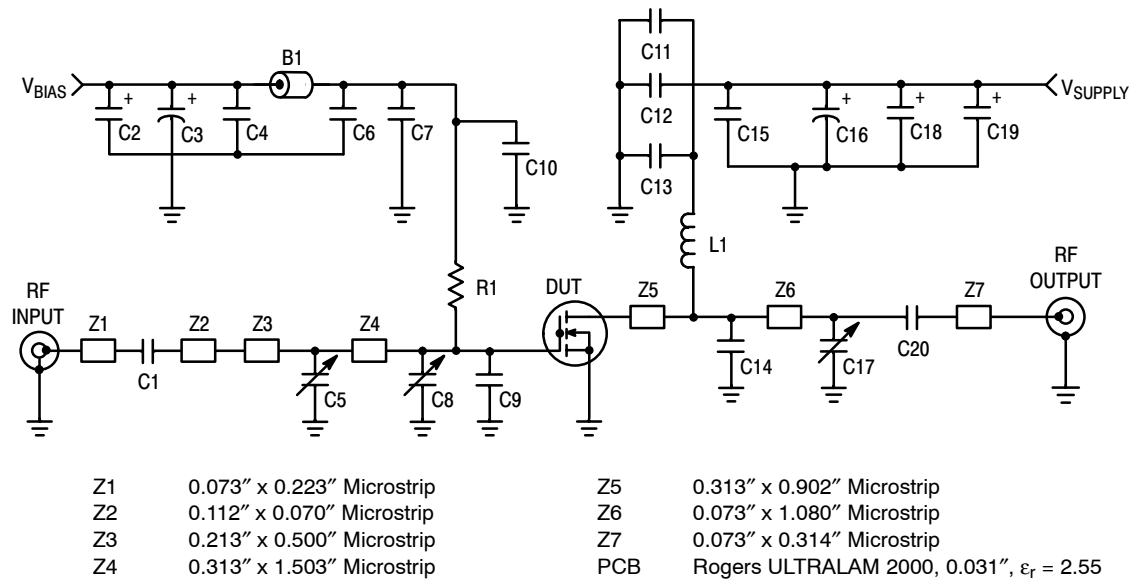 B1
C11
V_BIAS
+
+
C2
C3
C4
C6
C7
C10
C12
C13
+
+
+
V_SUPPLY
C15
C16
C18
C19
L1
R1
RF
INPUT
Z1
C1
Z2
Z3
Z4
C5
C8
C9
DUT
Z5
Z6
C14
C17
C20
Z7
RF
OUTPUT
Z1 0.073″ x 0.223″ Microstrip
Z2 0.112″ x 0.070″ Microstrip
Z3 0.213″ x 0.500″ Microstrip
Z4 0.313″ x 1.503″ Microstrip
Z5 0.313″ x 0.902″ Microstrip
Z6 0.073″ x 1.080″ Microstrip
Z7 0.073″ x 0.314″ Microstrip
PCB Rogers ULTRALAM 2000, 0.031″, εr = 2.55